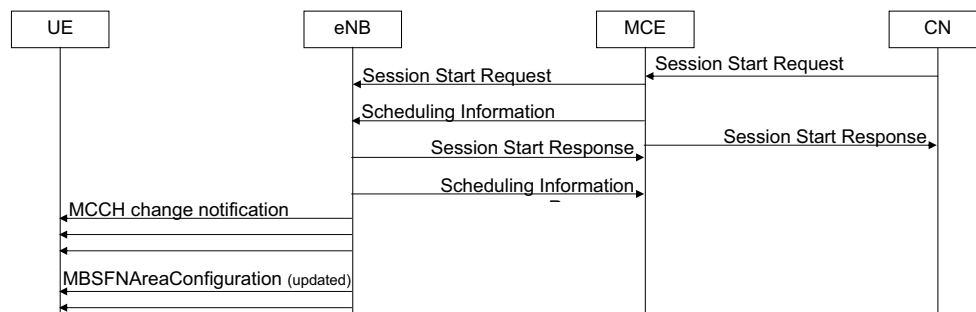 UE eNB MCE CN
Session Start Request
Session Start Request
Scheduling Information
Session Start Response
Session Start Response
Scheduling Information
MCCH change notification
MBSFNAreaConfiguration (updated)